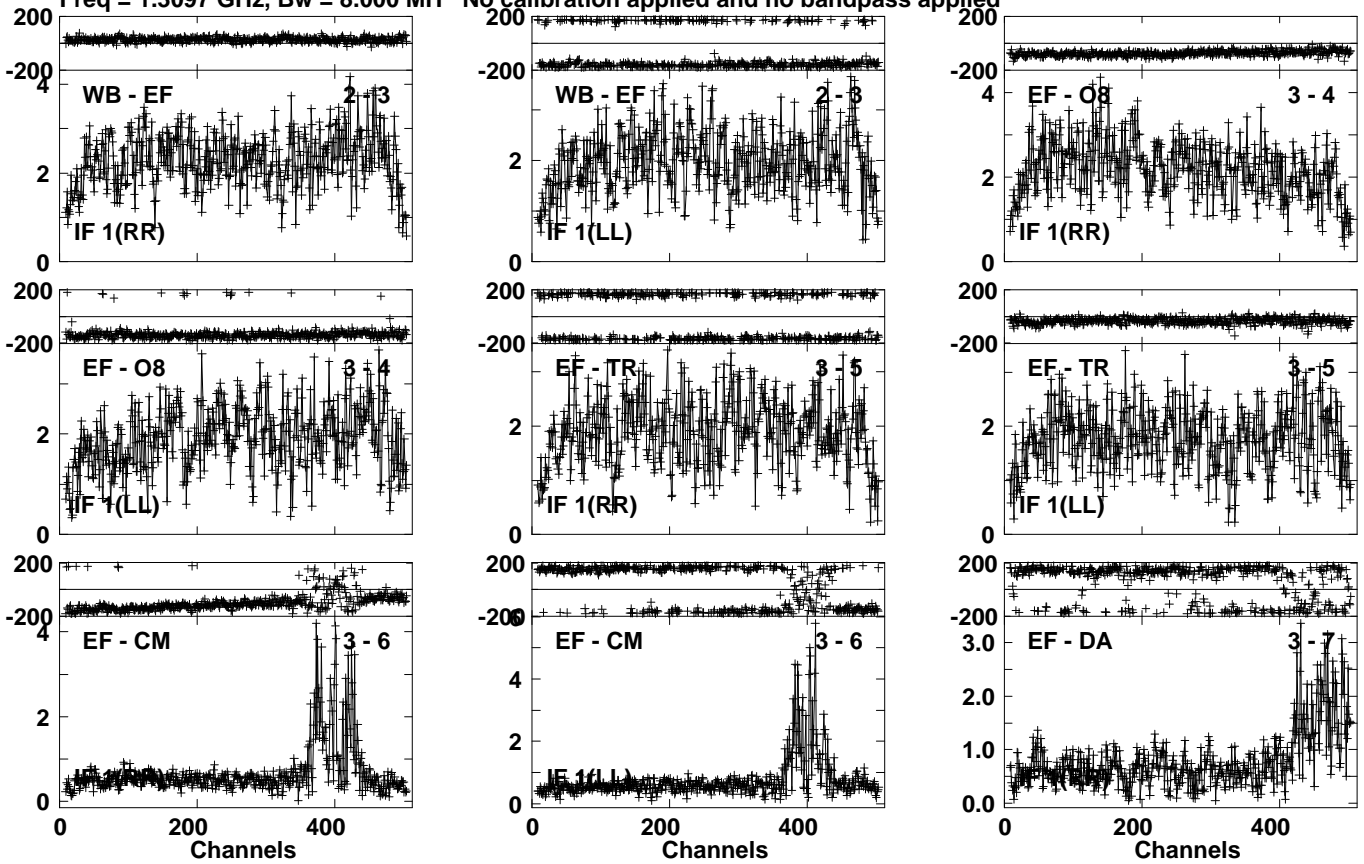 Freq = 1.3097 GHz, Bw = 8.000 MH No calibration applied and no bandpass applied
200
-200
4
2
0
WB - EF
2 - 3
IF 1(RR)
200
-200
2
0
WB - EF
2 - 3
IF 1(LL)
200
-200
4
2
0
EF - O8
3 - 4
IF 1(RR)
200
-200
2
0
EF - O8
3 - 4
IF 1(LL)
200
-200
2
0
EF - TR
3 - 5
IF 1(RR)
200
-200
2
0
EF - TR
3 - 5
IF 1(LL)
200
-200
4
2
0
EF - CM
3 - 6
IF 1(RR)
0 200 400
Channels
200
-200
6
4
2
0
EF - CM
3 - 6
IF 1(LL)
0 200 400
Channels
200
-200
3.0
1.0
0.0
EF - DA
3 - 7
0 200 400
Channels